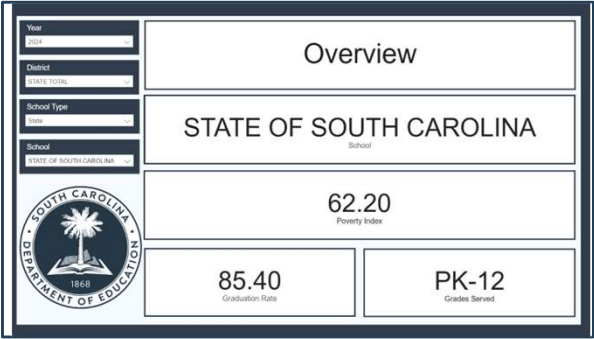 Year
2024
District
STATE TOTAL
School Type
State
School
STATE OF SOUTH CAROLINA
SOUTH CAROLINA
DEPARTMENT OF EDUCATION
1868
Overview
STATE OF SOUTH CAROLINA
School
62.20
Poverty Index
85.40
Graduation Rate
PK-12
Grades Served